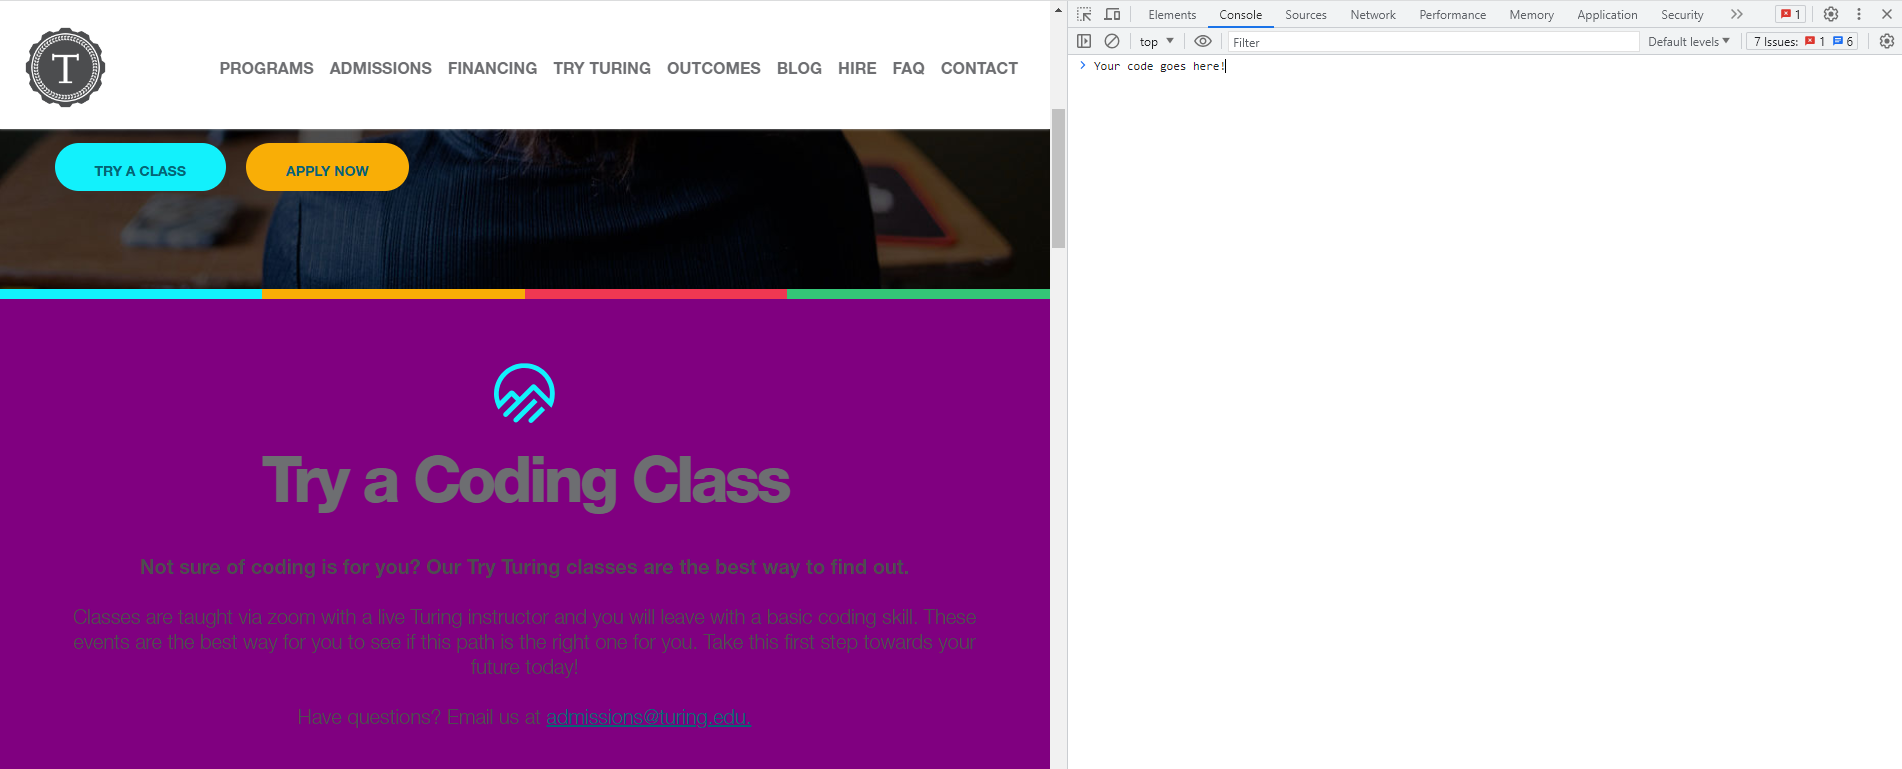 T
PROGRAMS ADMISSIONS FINANCING TRY TURING OUTCOMES BLOG HIRE FAQ CONTACT
TRY A CLASS APPLY NOW
Try a Coding Class
Not sure of coding is for you? Our Try Turing classes are the best way to find out.
Classes are taught via zoom with a live Turing instructor and you will leave with a basic coding skill. These
events are the best way for you to see if this path is the right one for you. Take this first step towards your
future today!
Have questions? Email us at admissions@turing.edu.
Elements Console Sources Network Performance Memory Application Security 1
top Filter Default levels 7 Issues: 1 6
Your code goes here!